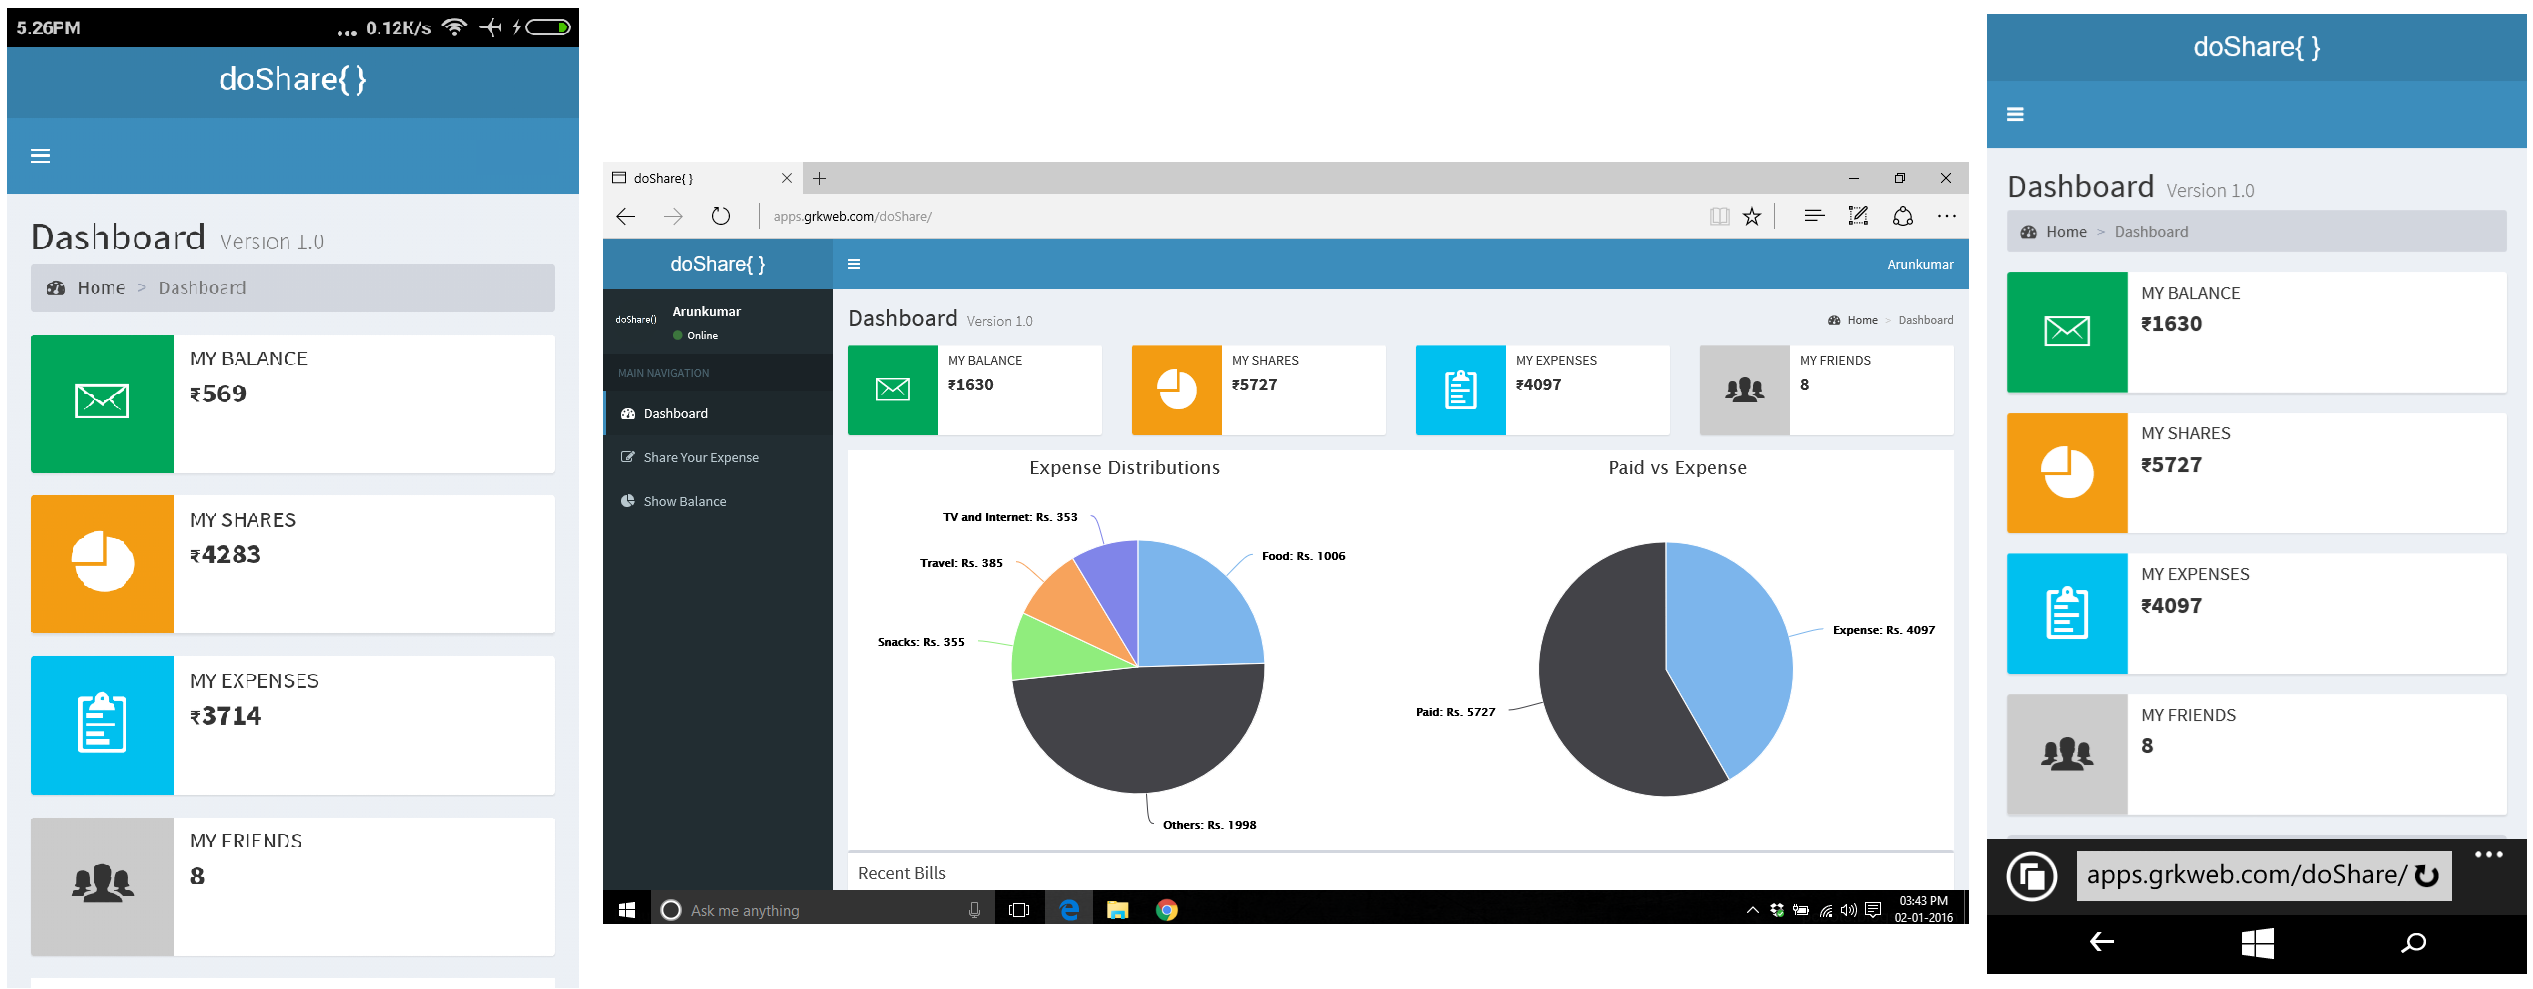 5.26PM
... 0.12K/s
doShare{ }
Dashboard Version 1.0
Home > Dashboard
MY BALANCE
₹569
MY SHARES
₹4283
MY EXPENSES
₹3714
MY FRIENDS
8
doShare{ }
apps.grkweb.com/doShare/
doShare{ }
Arunkumar
doShare()
Arunkumar
Online
MAIN NAVIGATION
Dashboard
Share Your Expense
Show Balance
Dashboard Version 1.0
Home > Dashboard
MY BALANCE
₹1630
MY SHARES
₹5727
MY EXPENSES
₹4097
MY FRIENDS
8
Expense Distributions
TV and Internet: Rs. 353
Food: Rs. 1006
Travel: Rs. 385
Snacks: Rs. 355
Others: Rs. 1998
Paid vs Expense
Expense: Rs. 4097
Paid: Rs. 5727
Recent Bills
Ask me anything
03:43 PM
02-01-2016
doShare{ }
Dashboard Version 1.0
Home > Dashboard
MY BALANCE
₹1630
MY SHARES
₹5727
MY EXPENSES
₹4097
MY FRIENDS
8
apps.grkweb.com/doShare/